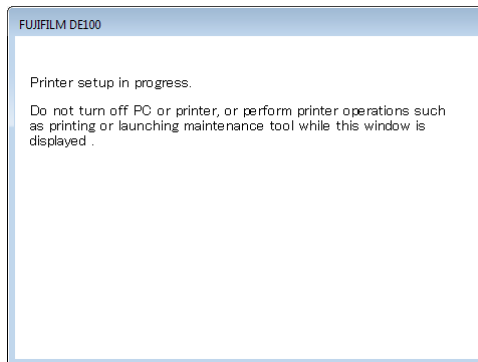 FUJIFILM DE100
Printer setup in progress.
Do not turn off PC or printer, or perform printer operations such
as printing or launching maintenance tool while this window is
displayed .